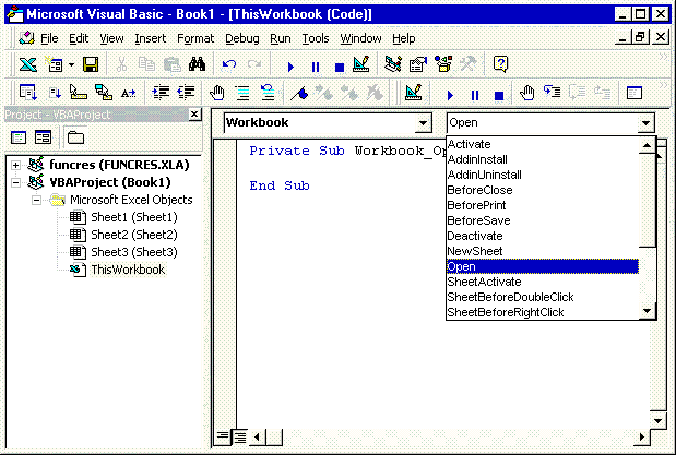 Microsoft Visual Basic - Book1 - [ThisWorkbook (Code)]
File Edit View Insert Format Debug Run Tools Window Help
Project - VBAProject
Workbook
Open
Private Sub Workbook_Op
End Sub
funcres (FUNCRES.XLA)
VBAProject (Book1)
Microsoft Excel Objects
Sheet1 (Sheet1)
Sheet2 (Sheet2)
Sheet3 (Sheet3)
ThisWorkbook
Activate
AddinInstall
AddinUninstall
BeforeClose
BeforePrint
BeforeSave
Deactivate
NewSheet
Open
SheetActivate
SheetBeforeDoubleClick
SheetBeforeRightClick